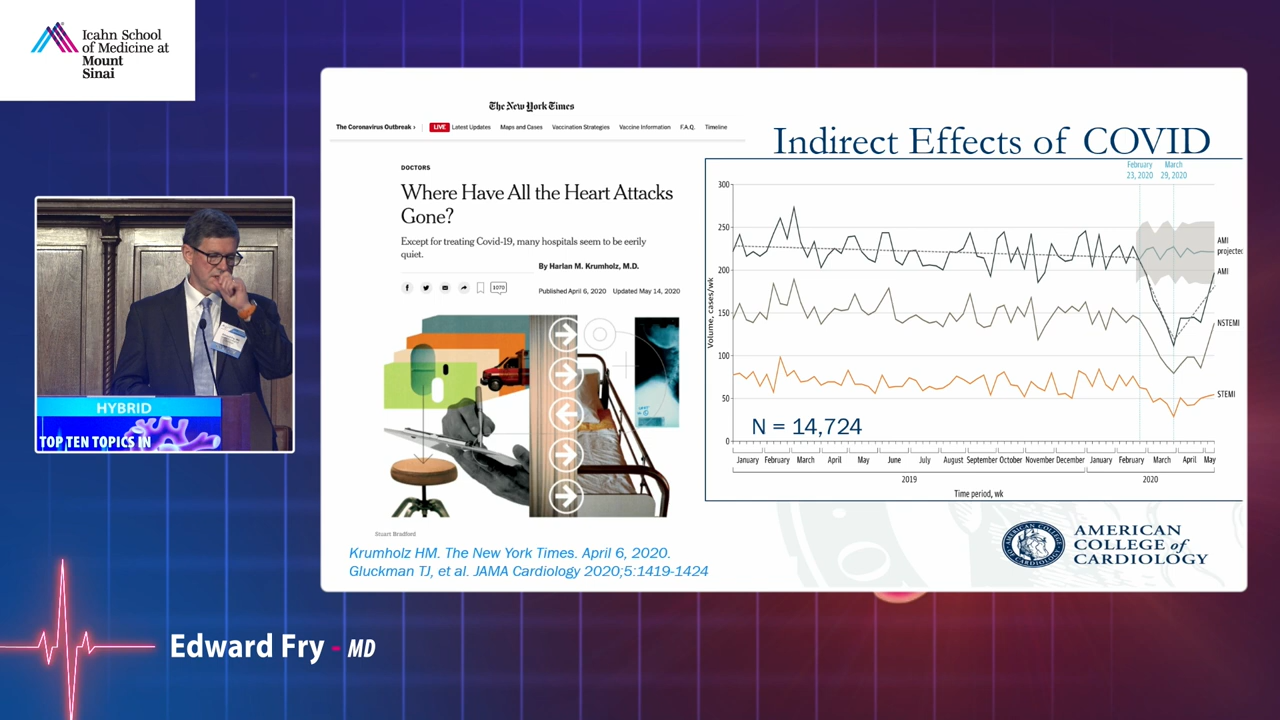 Icahn School
of Medicine at
Mount
Sinai
The New York Times
The Coronavirus Outbreak ›
LIVE Latest Updates Maps and Cases Vaccination Strategies Vaccine Information F.A.Q. Timeline
DOCTORS
Where Have All the Heart Attacks
Gone?
Except for treating Covid-19, many hospitals seem to be eerily
quiet.
By Harlan M. Krumholz, M.D.
1070
Published April 6, 2020 Updated May 14, 2020
Stuart Bradford
Krumholz HM. The New York Times. April 6, 2020.
Gluckman TJ, et al. JAMA Cardiology 2020;5:1419-1424
Indirect Effects of COVID
February
23, 2020
March
29, 2020
300
250
200
150
100
50
0
Volume, cases/wk
AMI
projected
AMI
NSTEMI
STEMI
N = 14,724
January February March April May June July August September October November December January February March April May
2019 2020
Time period, wk
AMERICAN
COLLEGE of
CARDIOLOGY
HYBRID
TOP TEN TOPICS IN
Edward Fry - MD